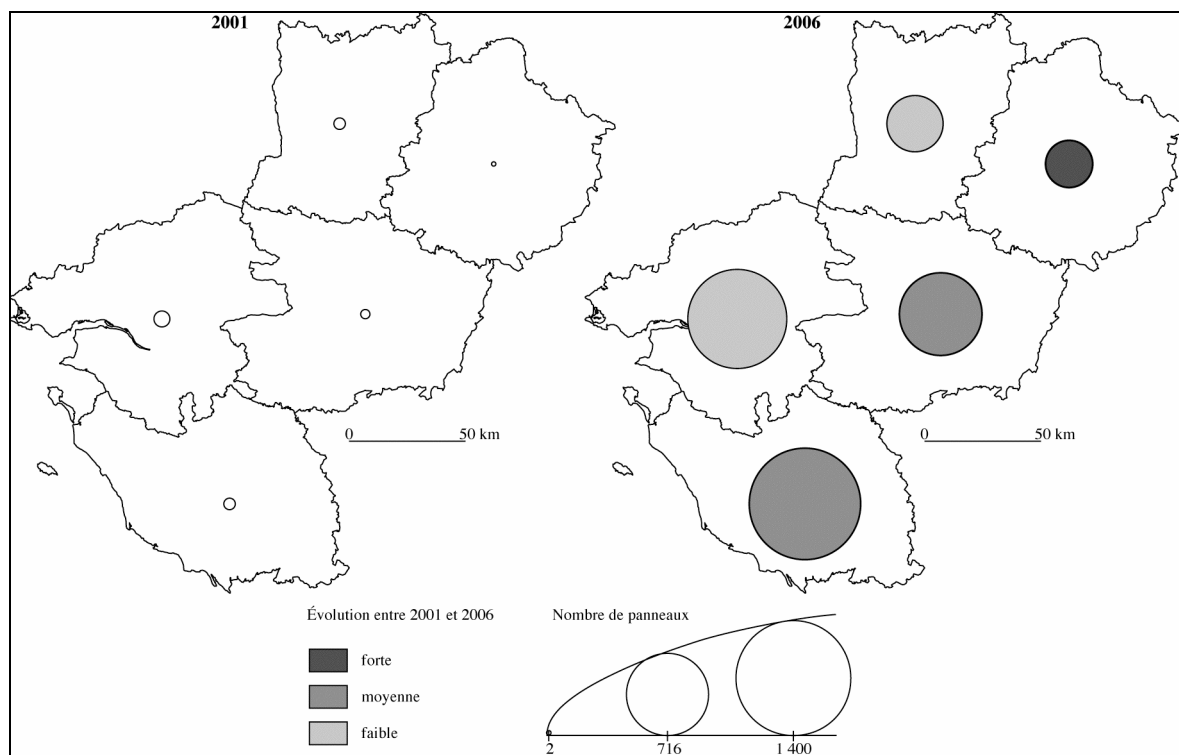 2001
2006
0 50 km
0 50 km
Évolution entre 2001 et 2006
forte
moyenne
faible
Nombre de panneaux
2 716 1 400